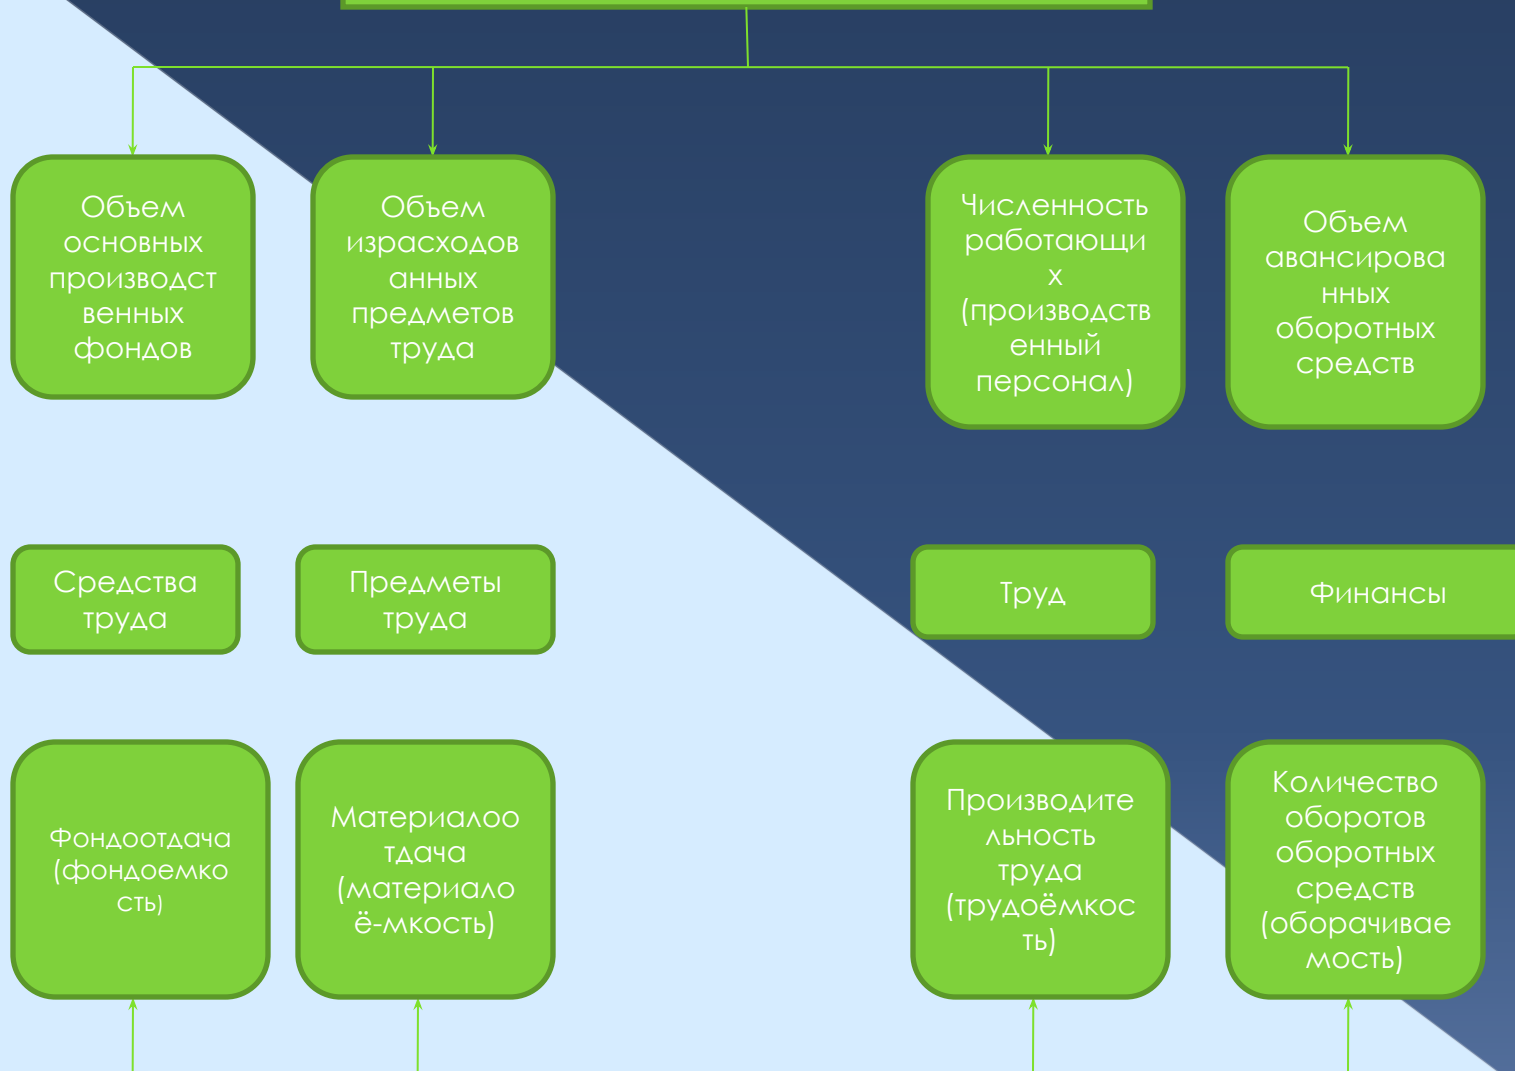 Объем
основных
производст
венных
фондов
Объем
израсходов
анных
предметов
труда
Численность
работающи
х
(производств
енный
персонал)
Объем
авансирова
нных
оборотных
средств
Средства
труда
Предметы
труда
Труд
Финансы
Фондоотдача
(фондоемко
сть)
Материалоо
тдача
(материало
ё-мкость)
Производите
льность
труда
(трудоёмкос
ть)
Количество
оборотов
оборотных
средств
(оборачивае
мость)